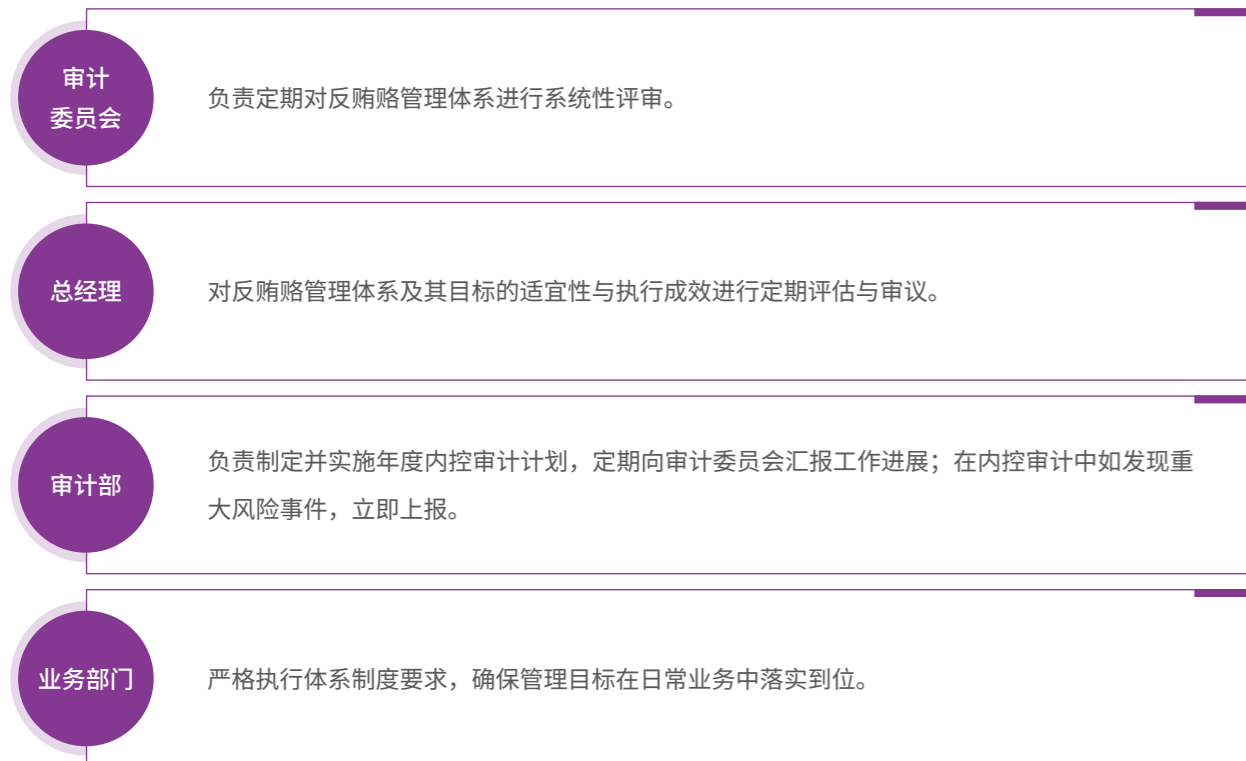 审计
委员会
负责定期对反贿赂管理体系进行系统性评审。
总经理
对反贿赂管理体系及其目标的适宜性与执行成效进行定期评估与审议。
审计部
负责制定并实施年度内控审计计划，定期向审计委员会汇报工作进展；在内控审计中如发现重
大风险事件，立即上报。
业务部门
严格执行体系制度要求，确保管理目标在日常业务中落实到位。